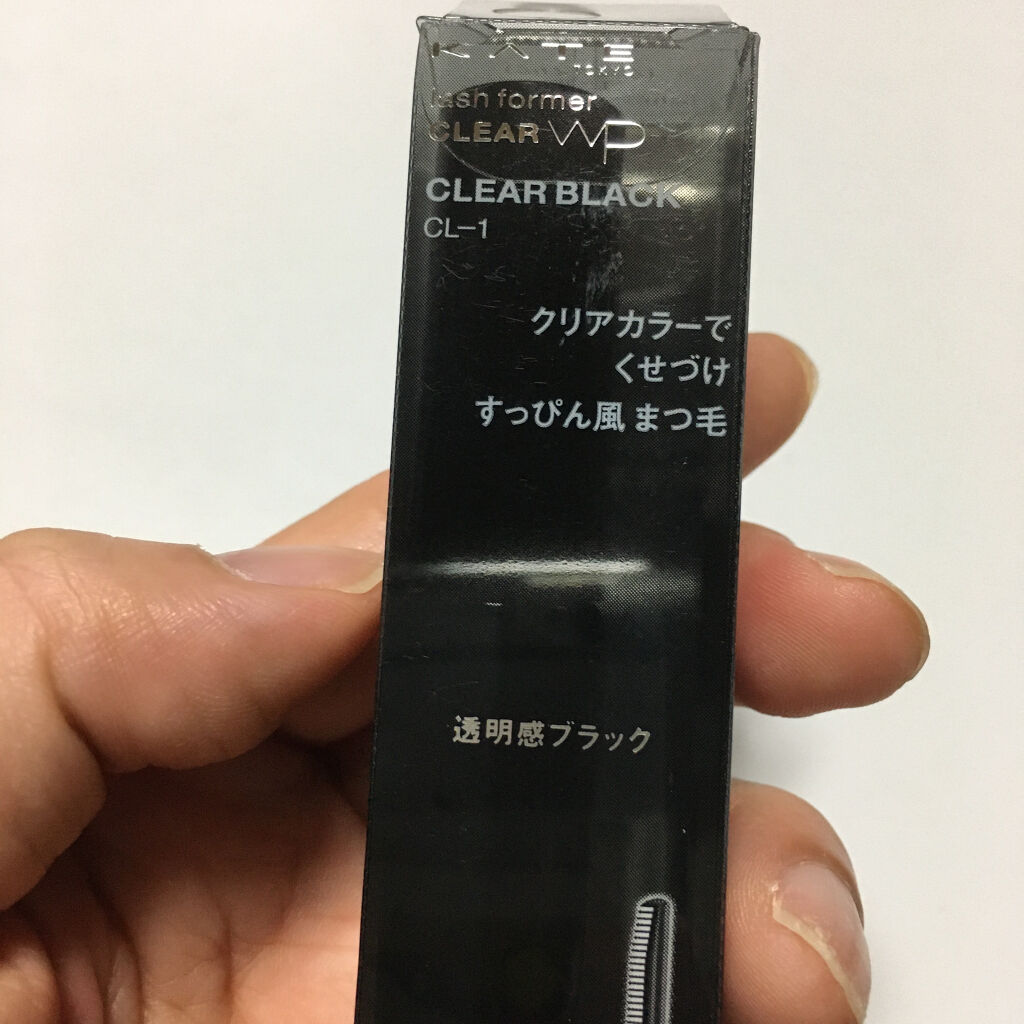 KATE
TOKYO
lash former
CLEAR WP
CLEAR BLACK
CL-1
クリアカラーで
くせづけ
すっぴん風 まつ毛
透明感ブラック